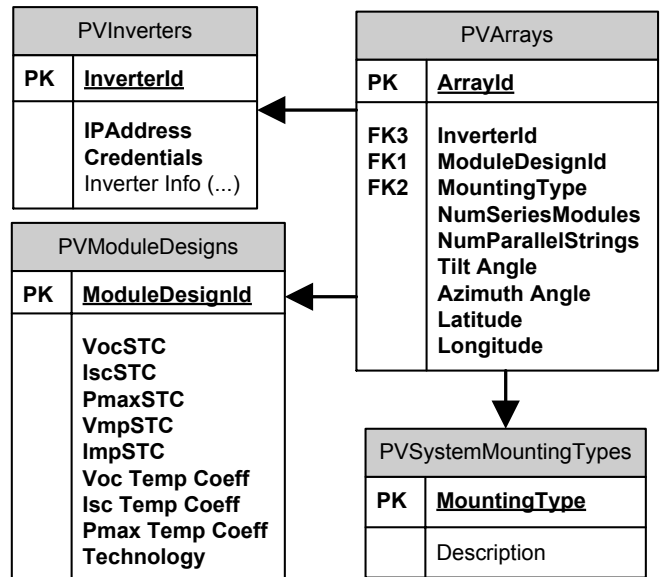 PVInverters
PK InverterId
IPAddress
Credentials
Inverter Info (...)
PVArrays
PK ArrayId
FK3 InverterId
FK1 ModuleDesignId
FK2 MountingType
NumSeriesModules
NumParallelStrings
Tilt Angle
Azimuth Angle
Latitude
Longitude
PVModuleDesigns
PK ModuleDesignId
VocSTC
IscSTC
PmaxSTC
VmpSTC
ImpSTC
Voc Temp Coeff
Isc Temp Coeff
Pmax Temp Coeff
Technology
PVSystemMountingTypes
PK MountingType
Description